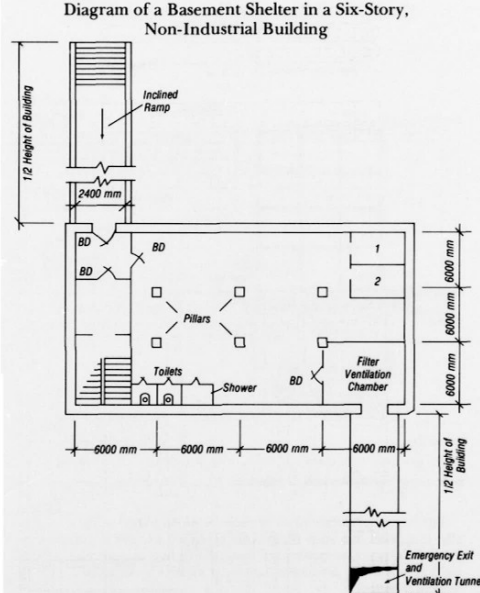 Diagram of a Basement Shelter in a Six-Story,
Non-Industrial Building
Inclined
Ramp
1/2 Height of Building
2400 mm
BD
BD
BD
1
2
6000 mm
6000 mm
6000 mm
Pillars
Toilets
Shower
BD
Filter
Ventilation
Chamber
6000 mm
6000 mm
6000 mm
6000 mm
1/2 Height of
Building
Emergency Exit
and
Ventilation Tunnel